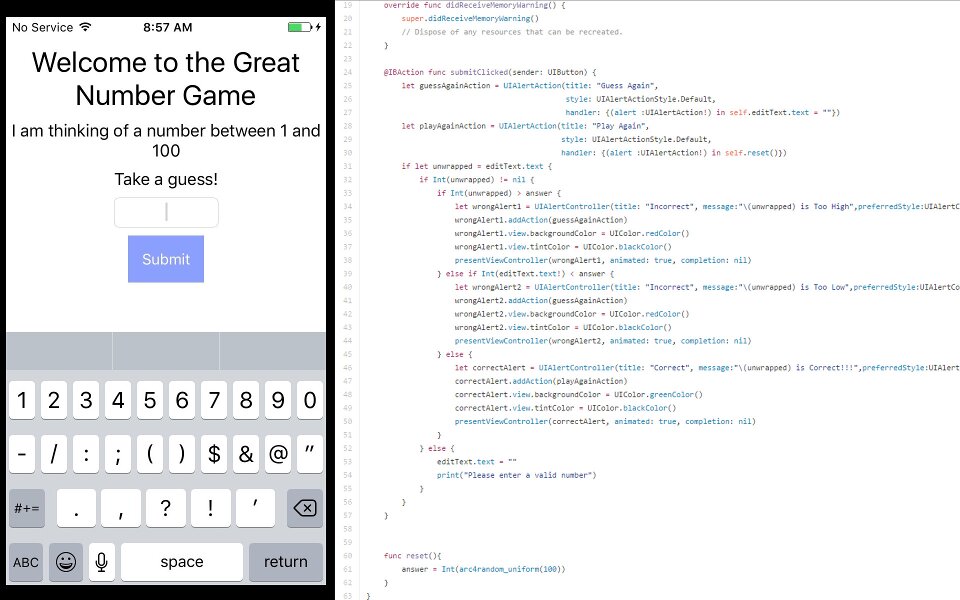 No Service 8:57 AM
Welcome to the Great
Number Game
I am thinking of a number between 1 and
100
Take a guess!
Submit
1 2 3 4 5 6 7 8 9 0
- / : ; ( ) $ & @ "
#+= . , ? ! ’
ABC space return
19 override func didReceiveMemoryWarning() {
20 super.didReceiveMemoryWarning()
21 // Dispose of any resources that can be recreated.
22 }
23
24 @IBAction func submitClicked(sender: UIButton) {
25 let guessAgainAction = UIAlertAction(title: "Guess Again",
26 style: UIAlertActionStyle.Default,
27 handler: {(alert :UIAlertAction!) in self.editText.text = ""})
28 let playAgainAction = UIAlertAction(title: "Play Again",
29 style: UIAlertActionStyle.Default,
30 handler: {(alert :UIAlertAction!) in self.reset()})
31 if let unwrapped = editText.text {
32 if Int(unwrapped) != nil {
33 if Int(unwrapped) > answer {
34 let wrongAlert1 = UIAlertController(title: "Incorrect", message:"\(unwrapped) is Too High",preferredStyle:UIAlertC
35 wrongAlert1.addAction(guessAgainAction)
36 wrongAlert1.view.backgroundColor = UIColor.redColor()
37 wrongAlert1.view.tintColor = UIColor.blackColor()
38 presentViewController(wrongAlert1, animated: true, completion: nil)
39 } else if Int(editText.text!) < answer {
40 let wrongAlert2 = UIAlertController(title: "Incorrect", message:"\(unwrapped) is Too Low",preferredStyle:UIAlertCo
41 wrongAlert2.addAction(guessAgainAction)
42 wrongAlert2.view.backgroundColor = UIColor.redColor()
43 wrongAlert2.view.tintColor = UIColor.blackColor()
44 presentViewController(wrongAlert2, animated: true, completion: nil)
45 } else {
46 let correctAlert = UIAlertController(title: "Correct", message:"\(unwrapped) is Correct!!!",preferredStyle:UIAlert
47 correctAlert.addAction(playAgainAction)
48 correctAlert.view.backgroundColor = UIColor.greenColor()
49 correctAlert.view.tintColor = UIColor.blackColor()
50 presentViewController(correctAlert, animated: true, completion: nil)
51 }
52 } else {
53 editText.text = ""
54 print("Please enter a valid number")
55 }
56 }
57 }
58
59
60 func reset(){
61 answer = Int(arc4random_uniform(100))
62 }
63 }